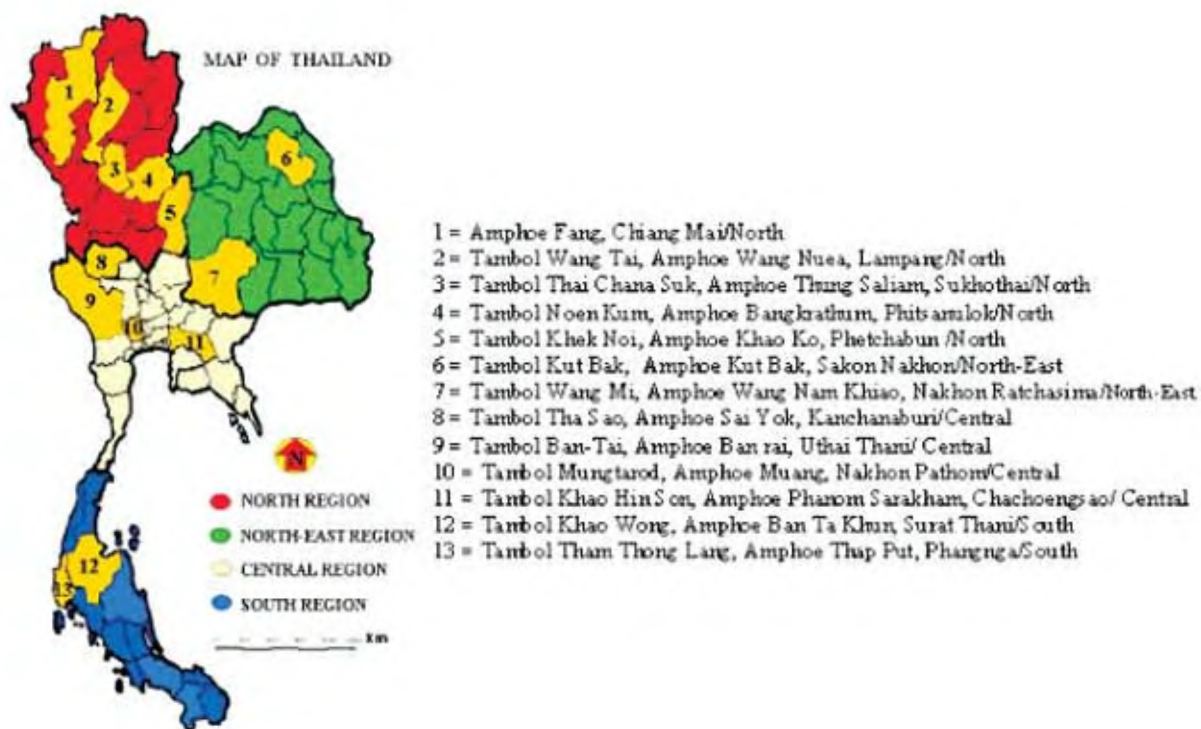 MAP OF THAILAND
1
2
3
4
5
6
7
8
9
10
11
12
13
N
NORTH REGION
NORTH-EAST REGION
CENTRAL REGION
SOUTH REGION
km
1 = Amphoe Fang, Chiang Mai/North
2 = Tambol Wang Tai, Amphoe Wang Nuea, Lampang/North
3 = Tambol Thai Chana Suk, Amphoe Thung Saliam, Sukhothai/North
4 = Tambol Noen Kum, Amphoe Bangkrathum, Phitsanulok/North
5 = Tambol Khek Noi, Amphoe Khao Ko, Phetchabun /North
6 = Tambol Kut Bak, Amphoe Kut Bak, Sakon Nakhon/North-East
7 = Tambol Wang Mi, Amphoe Wang Nam Khiao, Nakhon Ratchasima/North-East
8 = Tambol Tha Sao, Amphoe Sai Yok, Kanchanaburi/Central
9 = Tambol Ban-Tai, Amphoe Ban rai, Uthai Thani/ Central
10 = Tambol Mungtarod, Amphoe Muang, Nakhon Pathom/Central
11 = Tambol Khao Hin Son, Amphoe Phanom Sarakham, Chachoengsao/ Central
12 = Tambol Khao Wong, Amphoe Ban Ta Khun, Surat Thani/South
13 = Tambol Tham Thong Lang, Amphoe Thap Put, Phangnga/South